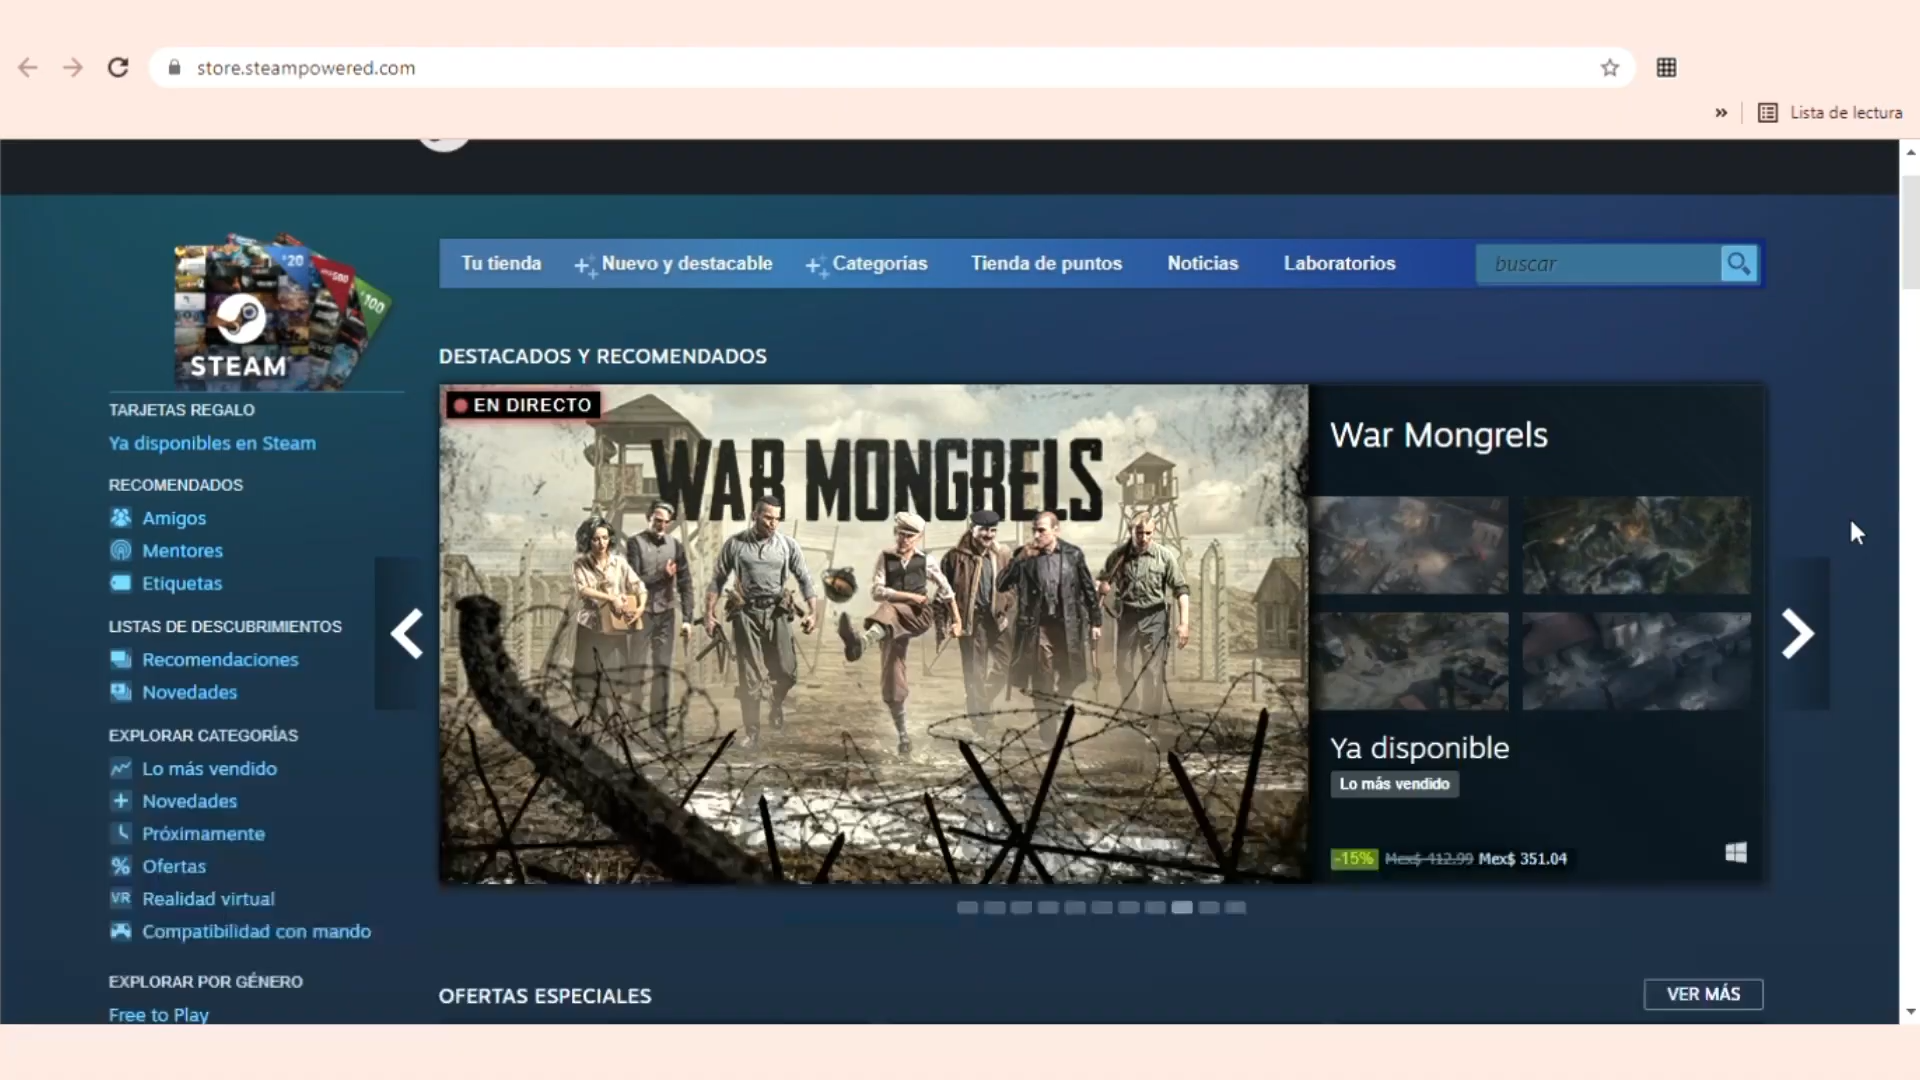 store.steampowered.com
Lista de lectura
$20
$100
STEAM
Tu tienda
Nuevo y destacable
Categorías
Tienda de puntos
Noticias
Laboratorios
buscar
TARJETAS REGALO
Ya disponibles en Steam
RECOMENDADOS
Amigos
Mentores
Etiquetas
LISTAS DE DESCUBRIMIENTOS
Recomendaciones
Novedades
EXPLORAR CATEGORÍAS
Lo más vendido
Novedades
Próximamente
Ofertas
VR Realidad virtual
Compatibilidad con mando
EXPLORAR POR GÉNERO
Free to Play
DESTACADOS Y RECOMENDADOS
EN DIRECTO
WAR MONGRELS
War Mongrels
Ya disponible
Lo más vendido
-15% Mex$ 412.99 Mex$ 351.04
OFERTAS ESPECIALES
VER MÁS